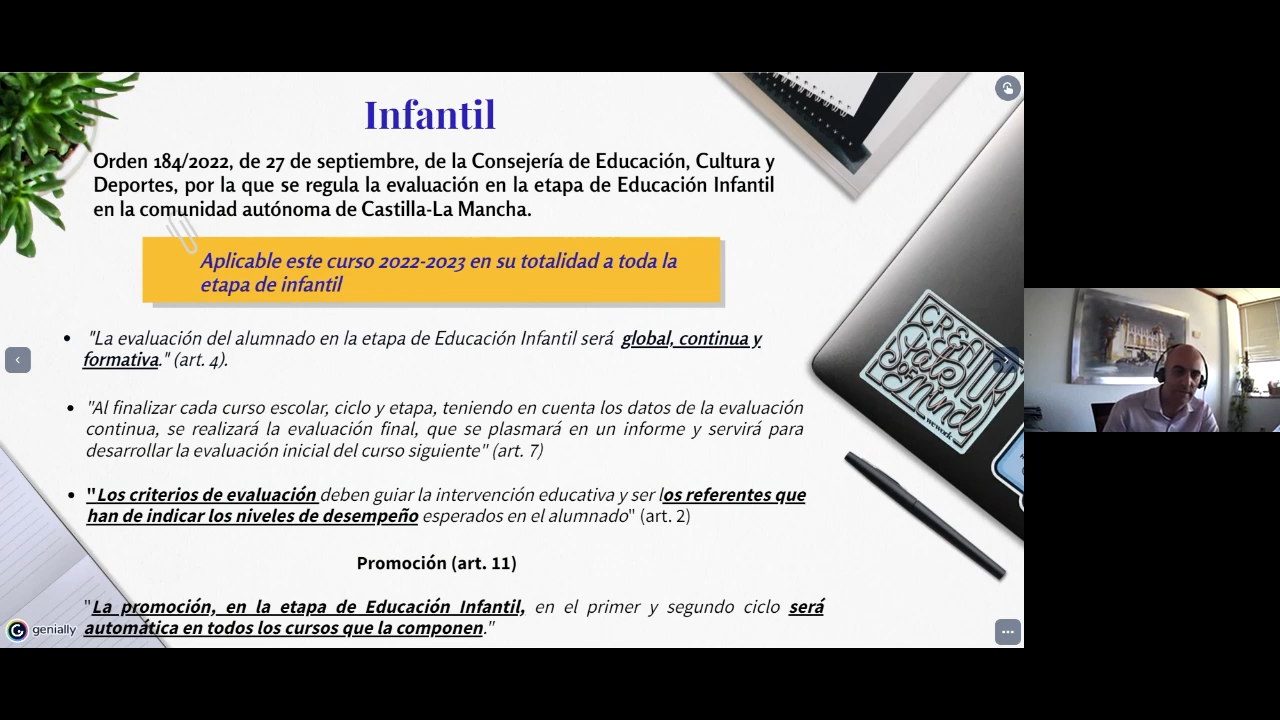 Infantil
Orden 184/2022, de 27 de septiembre, de la Consejería de Educación, Cultura y
Deportes, por la que se regula la evaluación en la etapa de Educación Infantil
en la comunidad autónoma de Castilla-La Mancha.
Aplicable este curso 2022-2023 en su totalidad a toda la
etapa de infantil
• "La evaluación del alumnado en la etapa de Educación Infantil será global, continua y
formativa." (art. 4).
• "Al finalizar cada curso escolar, ciclo y etapa, teniendo en cuenta los datos de la evaluación
continua, se realizará la evaluación final, que se plasmará en un informe y servirá para
desarrollar la evaluación inicial del curso siguiente" (art. 7)
• "Los criterios de evaluación deben guiar la intervención educativa y ser los referentes que
han de indicar los niveles de desempeño esperados en el alumnado" (art. 2)
Promoción (art. 11)
"La promoción, en la etapa de Educación Infantil, en el primer y segundo ciclo será
automática en todos los cursos que la componen."
genially
CREATOR
State
OF
Mind
wework